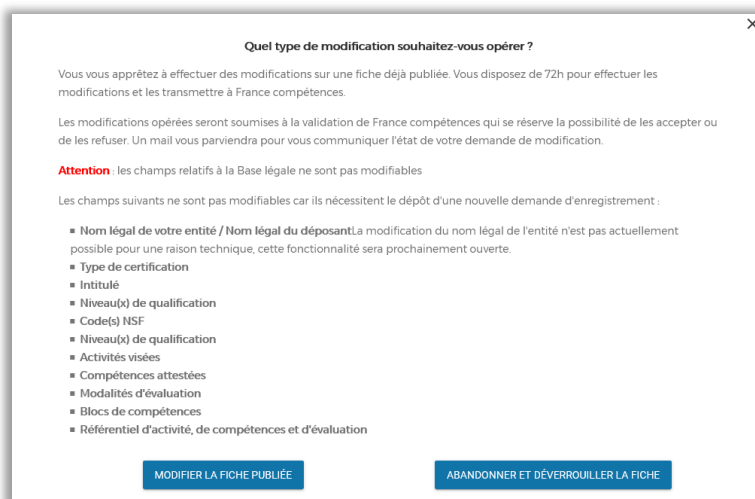 Quel type de modification souhaitez-vous opérer ?
Vous vous apprêtez à effectuer des modifications sur une fiche déjà publiée. Vous disposez de 72h pour effectuer les
modifications et les transmettre à France compétences.
Les modifications opérées seront soumises à la validation de France compétences qui se réserve la possibilité de les accepter ou
de les refuser. Un mail vous parviendra pour vous communiquer l'état de votre demande de modification.
Attention : les champs relatifs à la Base légale ne sont pas modifiables
Les champs suivants ne sont pas modifiables car ils nécessitent le dépôt d'une nouvelle demande d'enregistrement :
▪ Nom légal de votre entité / Nom légal du déposantLa modification du nom légal de l'entité n'est pas actuellement
possible pour une raison technique, cette fonctionnalité sera prochainement ouverte.
▪ Type de certification
▪ Intitulé
▪ Niveau(x) de qualification
▪ Code(s) NSF
▪ Niveau(x) de qualification
▪ Activités visées
▪ Compétences attestées
▪ Modalités d'évaluation
▪ Blocs de compétences
▪ Référentiel d'activité, de compétences et d'évaluation
MODIFIER LA FICHE PUBLIÉE
ABANDONNER ET DÉVERROUILLER LA FICHE